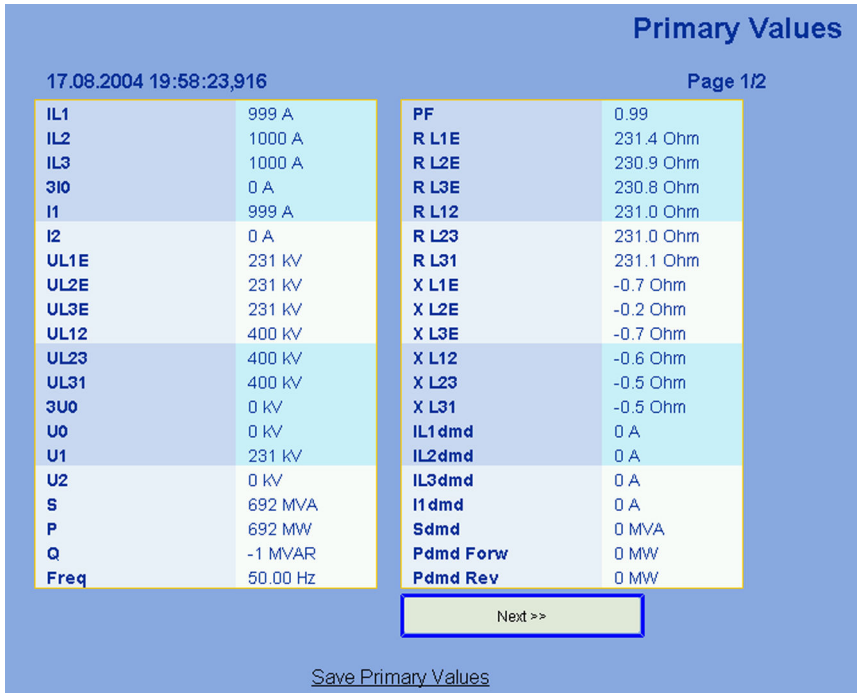 Primary Values
17.08.2004 19:58:23,916
Page 1/2
IL1 999 A
IL2 1000 A
IL3 1000 A
3I0 0 A
I1 999 A
I2 0 A
UL1E 231 kV
UL2E 231 kV
UL3E 231 kV
UL12 400 kV
UL23 400 kV
UL31 400 kV
3U0 0 kV
U0 0 kV
U1 231 kV
U2 0 kV
S 692 MVA
P 692 MW
Q -1 MVAR
Freq 50.00 Hz
PF 0.99
R L1E 231.4 Ohm
R L2E 230.9 Ohm
R L3E 230.8 Ohm
R L12 231.0 Ohm
R L23 231.0 Ohm
R L31 231.1 Ohm
X L1E -0.7 Ohm
X L2E -0.2 Ohm
X L3E -0.7 Ohm
X L12 -0.6 Ohm
X L23 -0.5 Ohm
X L31 -0.5 Ohm
IL1dmd 0 A
IL2dmd 0 A
IL3dmd 0 A
I1dmd 0 A
Sdmd 0 MVA
Pdmd Forw 0 MW
Pdmd Rev 0 MW
Next >>
Save Primary Values